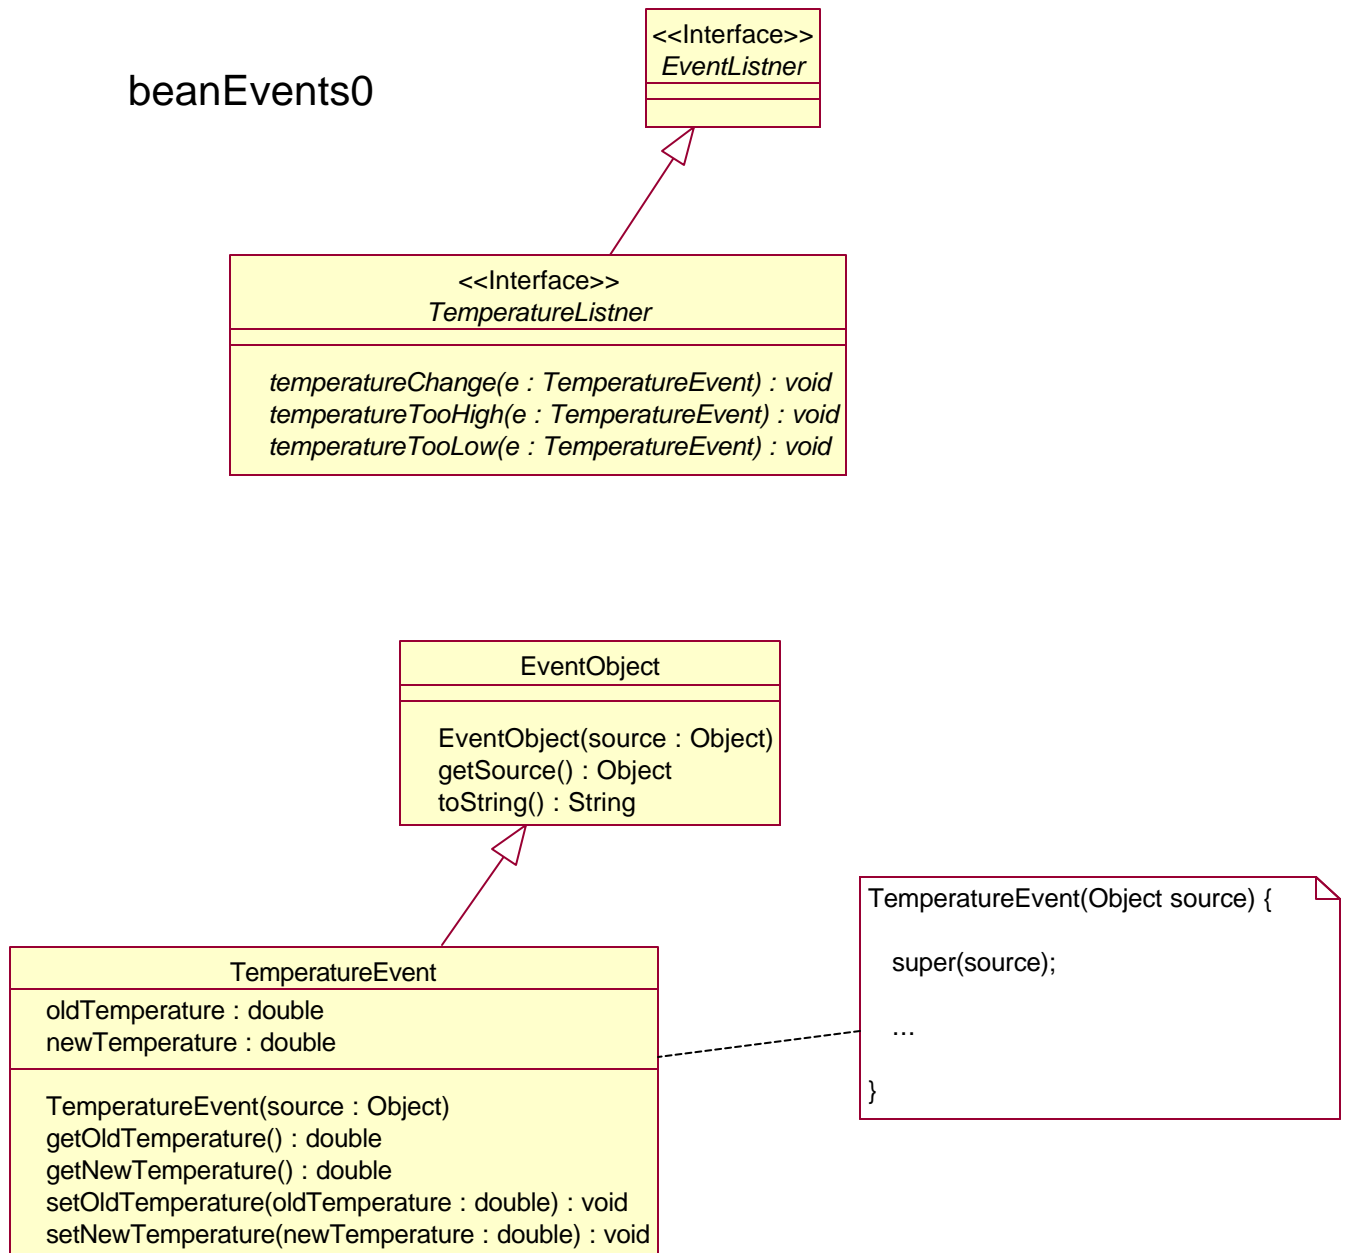 beanEvents0
<<Interface>>
EventListner
<<Interface>>
TemperatureListner
temperatureChange(e : TemperatureEvent) : void
temperatureTooHigh(e : TemperatureEvent) : void
temperatureTooLow(e : TemperatureEvent) : void
EventObject
EventObject(source : Object)
getSource() : Object
toString() : String
TemperatureEvent
oldTemperature : double
newTemperature : double
TemperatureEvent(source : Object)
getOldTemperature() : double
getNewTemperature() : double
setOldTemperature(oldTemperature : double) : void
setNewTemperature(newTemperature : double) : void
TemperatureEvent(Object source) {
super(source);
...
}